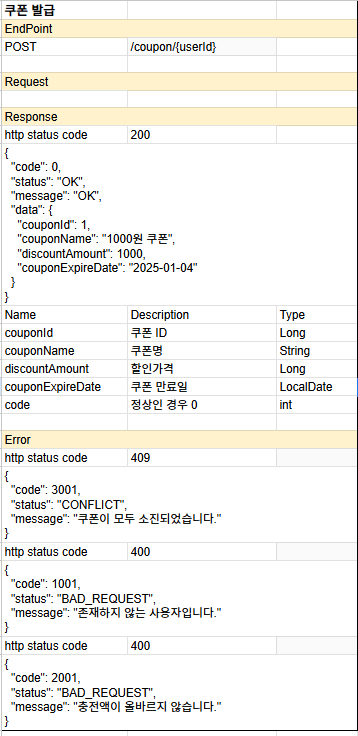 쿠폰 발급
EndPoint
POST /coupon/{userId}
Request
Response
http status code 200
{
"code": 0,
"status": "OK",
"message": "OK",
"data": {
"couponId": 1,
"couponName": "1000원 쿠폰",
"discountAmount": 1000,
"couponExpireDate": "2025-01-04"
}
}
Name Description Type
couponId 쿠폰 ID Long
couponName 쿠폰명 String
discountAmount 할인가격 Long
couponExpireDate 쿠폰 만료일 LocalDate
code 정상인 경우 0 int
Error
http status code 409
{
"code": 3001,
"status": "CONFLICT",
"message": "쿠폰이 모두 소진되었습니다."
}
http status code 400
{
"code": 1001,
"status": "BAD_REQUEST",
"message": "존재하지 않는 사용자입니다."
}
http status code 400
{
"code": 2001,
"status": "BAD_REQUEST",
"message": "충전액이 올바르지 않습니다."
}